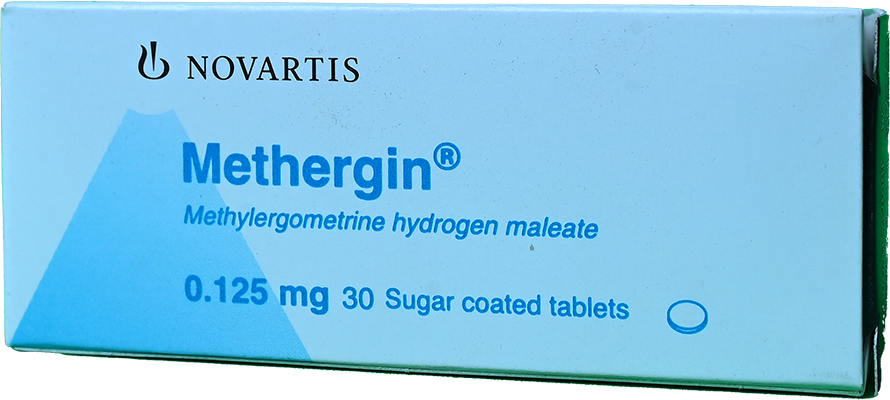 NOVARTIS
Methergin®
Methylergometrine hydrogen maleate
0.125 mg 30 Sugar coated tablets